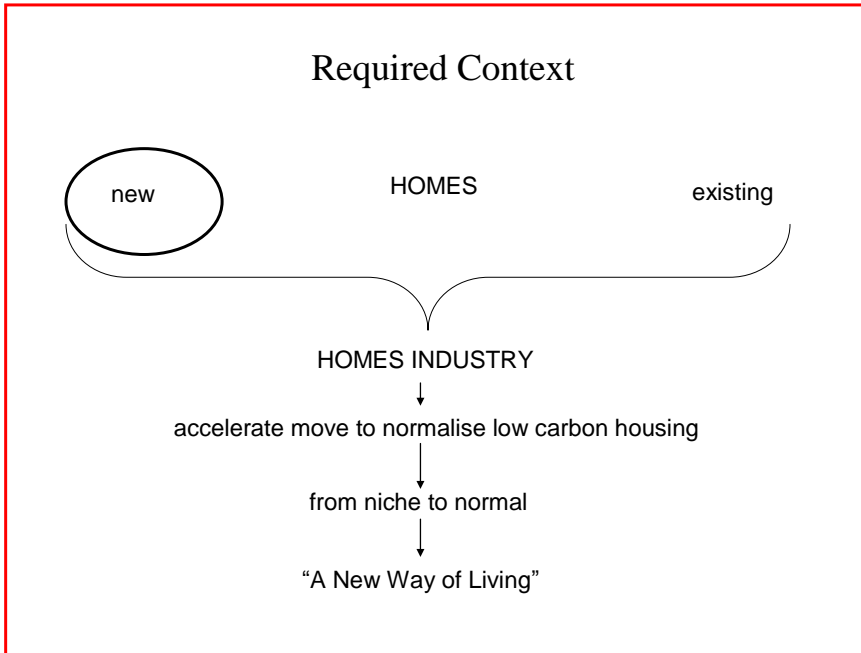 Required Context
new HOMES existing
HOMES INDUSTRY
accelerate move to normalise low carbon housing
from niche to normal
“A New Way of Living”